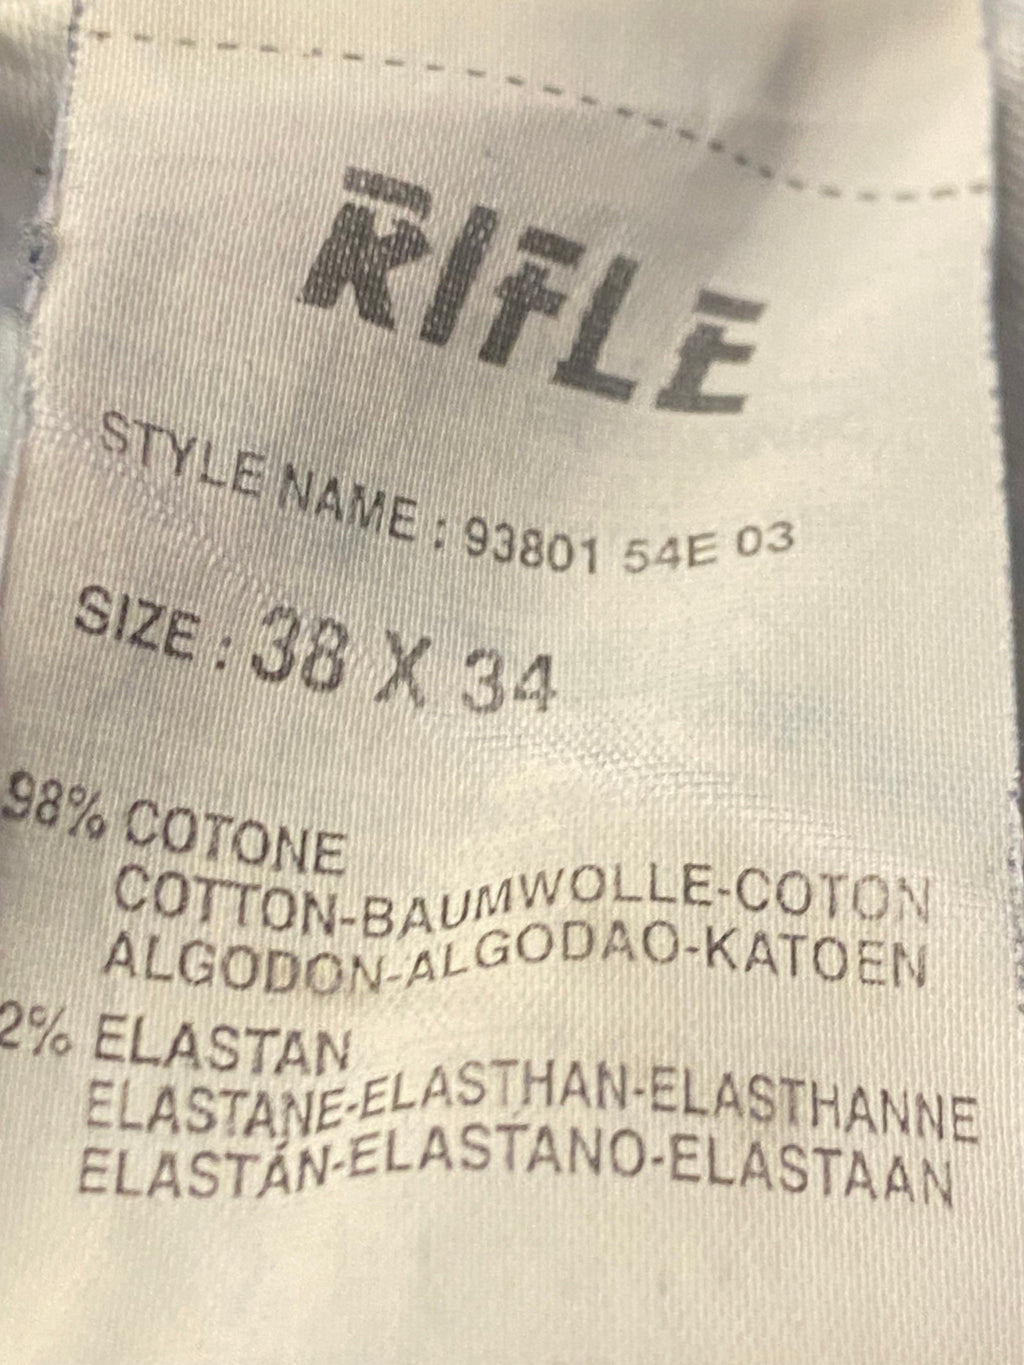 RIFLE
STYLE NAME : 93801 54E 03
SIZE : 38 X 34
98% COTONE
COTTON-BAUMWOLLE-COTON
ALGODON-ALGODAO-KATOEN
2% ELASTAN
ELASTANE-ELASTHAN-ELASTHANNE
ELASTÁN-ELASTANO-ELASTAAN